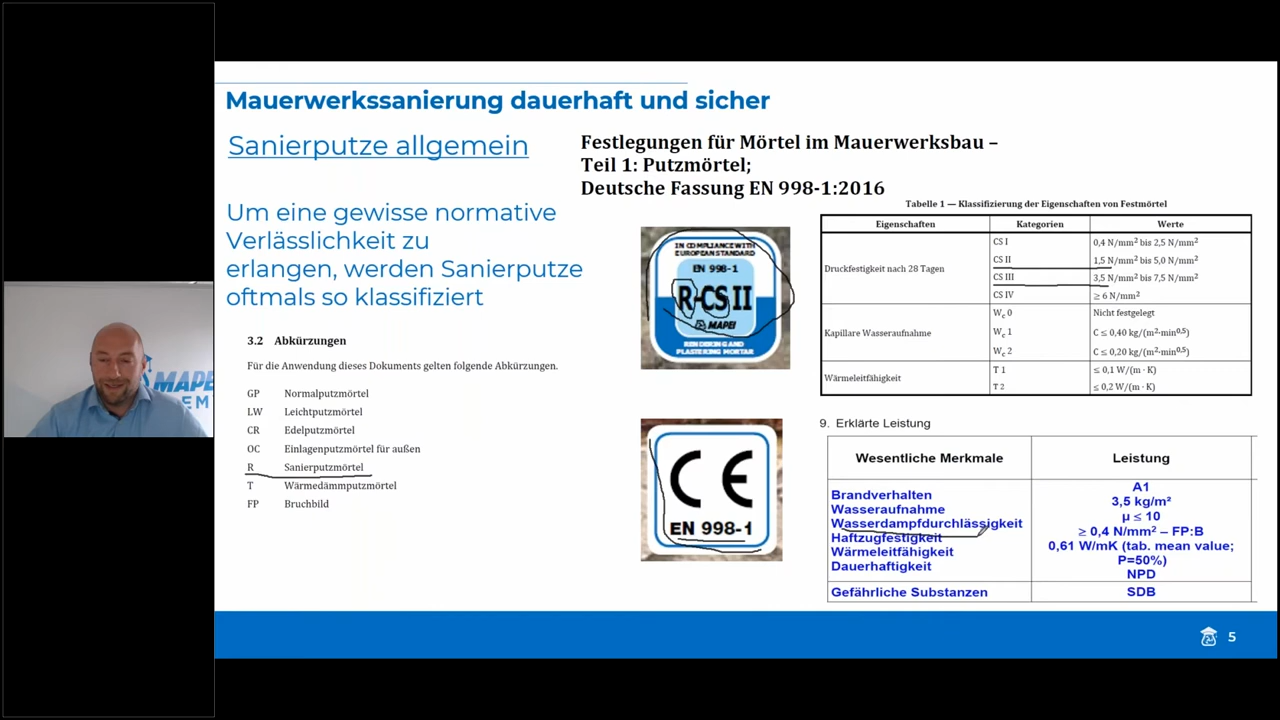 Mauerwerkssanierung dauerhaft und sicher
Sanierputze allgemein
Um eine gewisse normative
Verlässlichkeit zu
erlangen, werden Sanierputze
oftmals so klassifiziert
3.2 Abkürzungen
Für die Anwendung dieses Dokuments gelten folgende Abkürzungen.
GP Normalputzmörtel
LW Leichtputzmörtel
CR Edelputzmörtel
OC Einlagenputzmörtel für außen
R Sanierputzmörtel
T Wärmedämmputzmörtel
FP Bruchbild
Festlegungen für Mörtel im Mauerwerksbau –
Teil 1: Putzmörtel;
Deutsche Fassung EN 998-1:2016
IN COMPLIANCE WITH
EUROPEAN STANDARD
EN 998-1
R-CS II
MAPEI
RENDERING AND
PLASTERING MORTAR
CE
EN 998-1
Tabelle 1 — Klassifizierung der Eigenschaften von Festmörtel
Eigenschaften Kategorien Werte
Druckfestigkeit nach 28 Tagen
CS I 0,4 N/mm² bis 2,5 N/mm²
CS II 1,5 N/mm² bis 5,0 N/mm²
CS III 3,5 N/mm² bis 7,5 N/mm²
CS IV ≥ 6 N/mm²
Kapillare Wasseraufnahme
Wc 0 Nicht festgelegt
Wc 1 C ≤ 0,40 kg/(m²·min0,5)
Wc 2 C ≤ 0,20 kg/(m²·min0,5)
Wärmeleitfähigkeit
T 1 ≤ 0,1 W/(m · K)
T 2 ≤ 0,2 W/(m · K)
9. Erklärte Leistung
Wesentliche Merkmale Leistung
Brandverhalten A1
Wasseraufnahme 3,5 kg/m²
Wasserdampfdurchlässigkeit µ ≤ 10
Haftzugfestigkeit ≥ 0,4 N/mm² – FP:B
Wärmeleitfähigkeit 0,61 W/mK (tab. mean value;
P=50%)
Dauerhaftigkeit NPD
Gefährliche Substanzen SDB
5
MAPE
EM